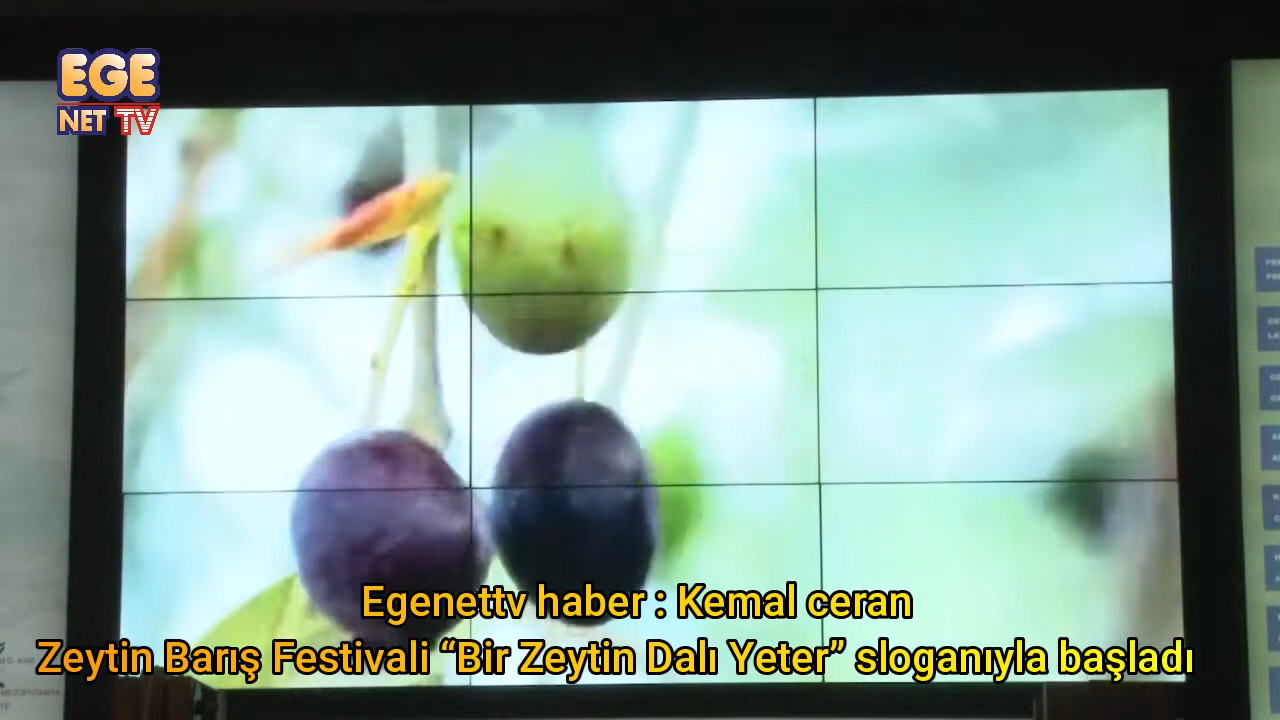 EGE
NET TV
Egenettv haber : Kemal ceran
Zeytin Barış Festivali “Bir Zeytin Dalı Yeter” sloganıyla başladı